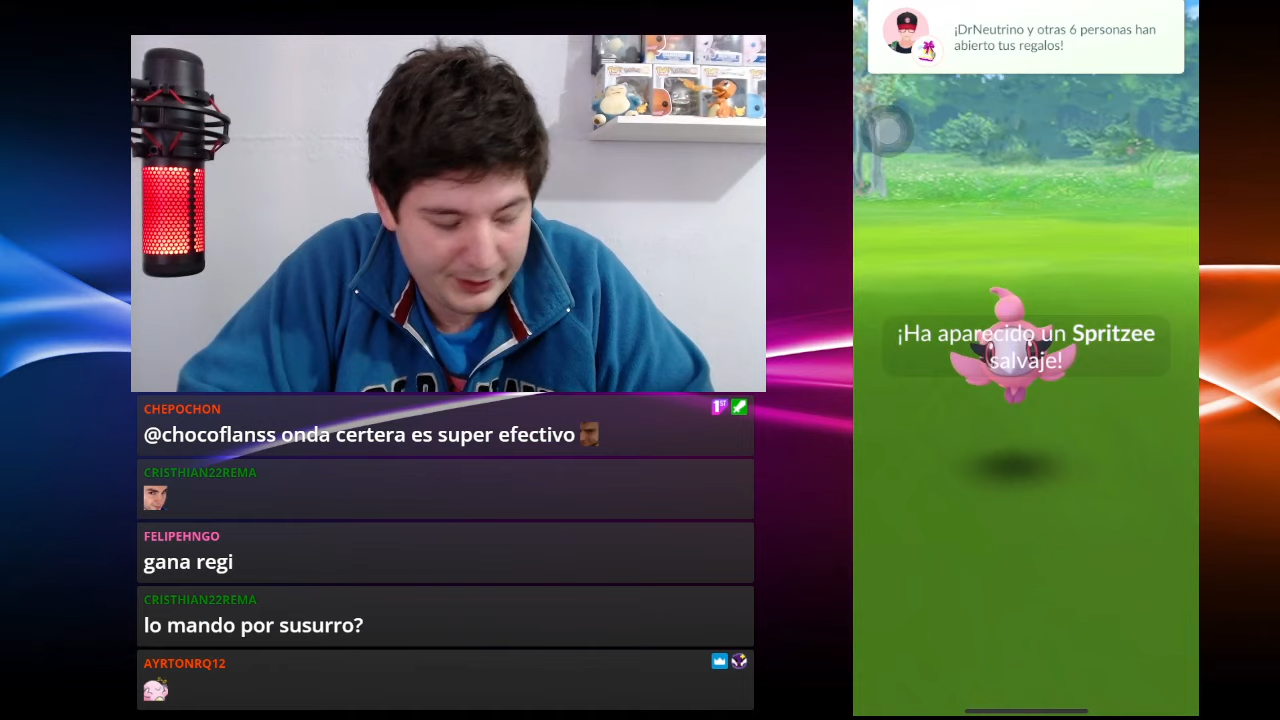 ¡DrNeutrino y otras 6 personas han
abierto tus regalos!
¡Ha aparecido un Spritzee
salvaje!
CHEPOCHON
1ST
@chocoflanss onda certera es super efectivo
CRISTHIAN22REMA
FELIPEHNGO
gana regi
CRISTHIAN22REMA
lo mando por susurro?
AYRTONRQ12